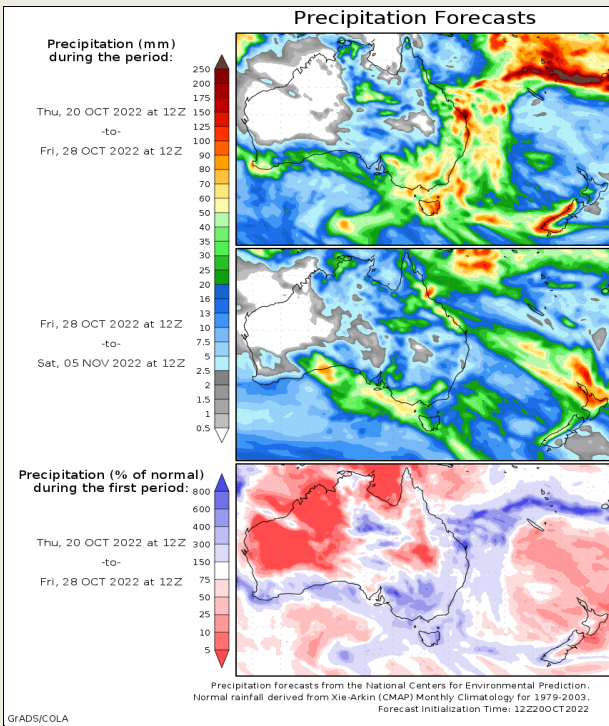 Precipitation Forecasts
Precipitation (mm)
during the period:
Thu, 20 OCT 2022 at 12Z
-to-
Fri, 28 OCT 2022 at 12Z
250
200
175
150
125
100
90
80
70
60
50
40
35
30
25
20
16
13
10
7.5
5
2.5
2
1.5
1
0.5
Fri, 28 OCT 2022 at 12Z
-to-
Sat, 05 NOV 2022 at 12Z
Precipitation (% of normal)
during the first period:
Thu, 20 OCT 2022 at 12Z
-to-
Fri, 28 OCT 2022 at 12Z
800
600
400
300
150
75
50
25
10
5
Precipitation forecasts from the National Centers for Environmental Prediction.
Normal rainfall derived from Xie-Arkin (CMAP) Monthly Climatology for 1979-2003.
Forecast Initialization Time: 12Z20OCT2022
GrADS/COLA